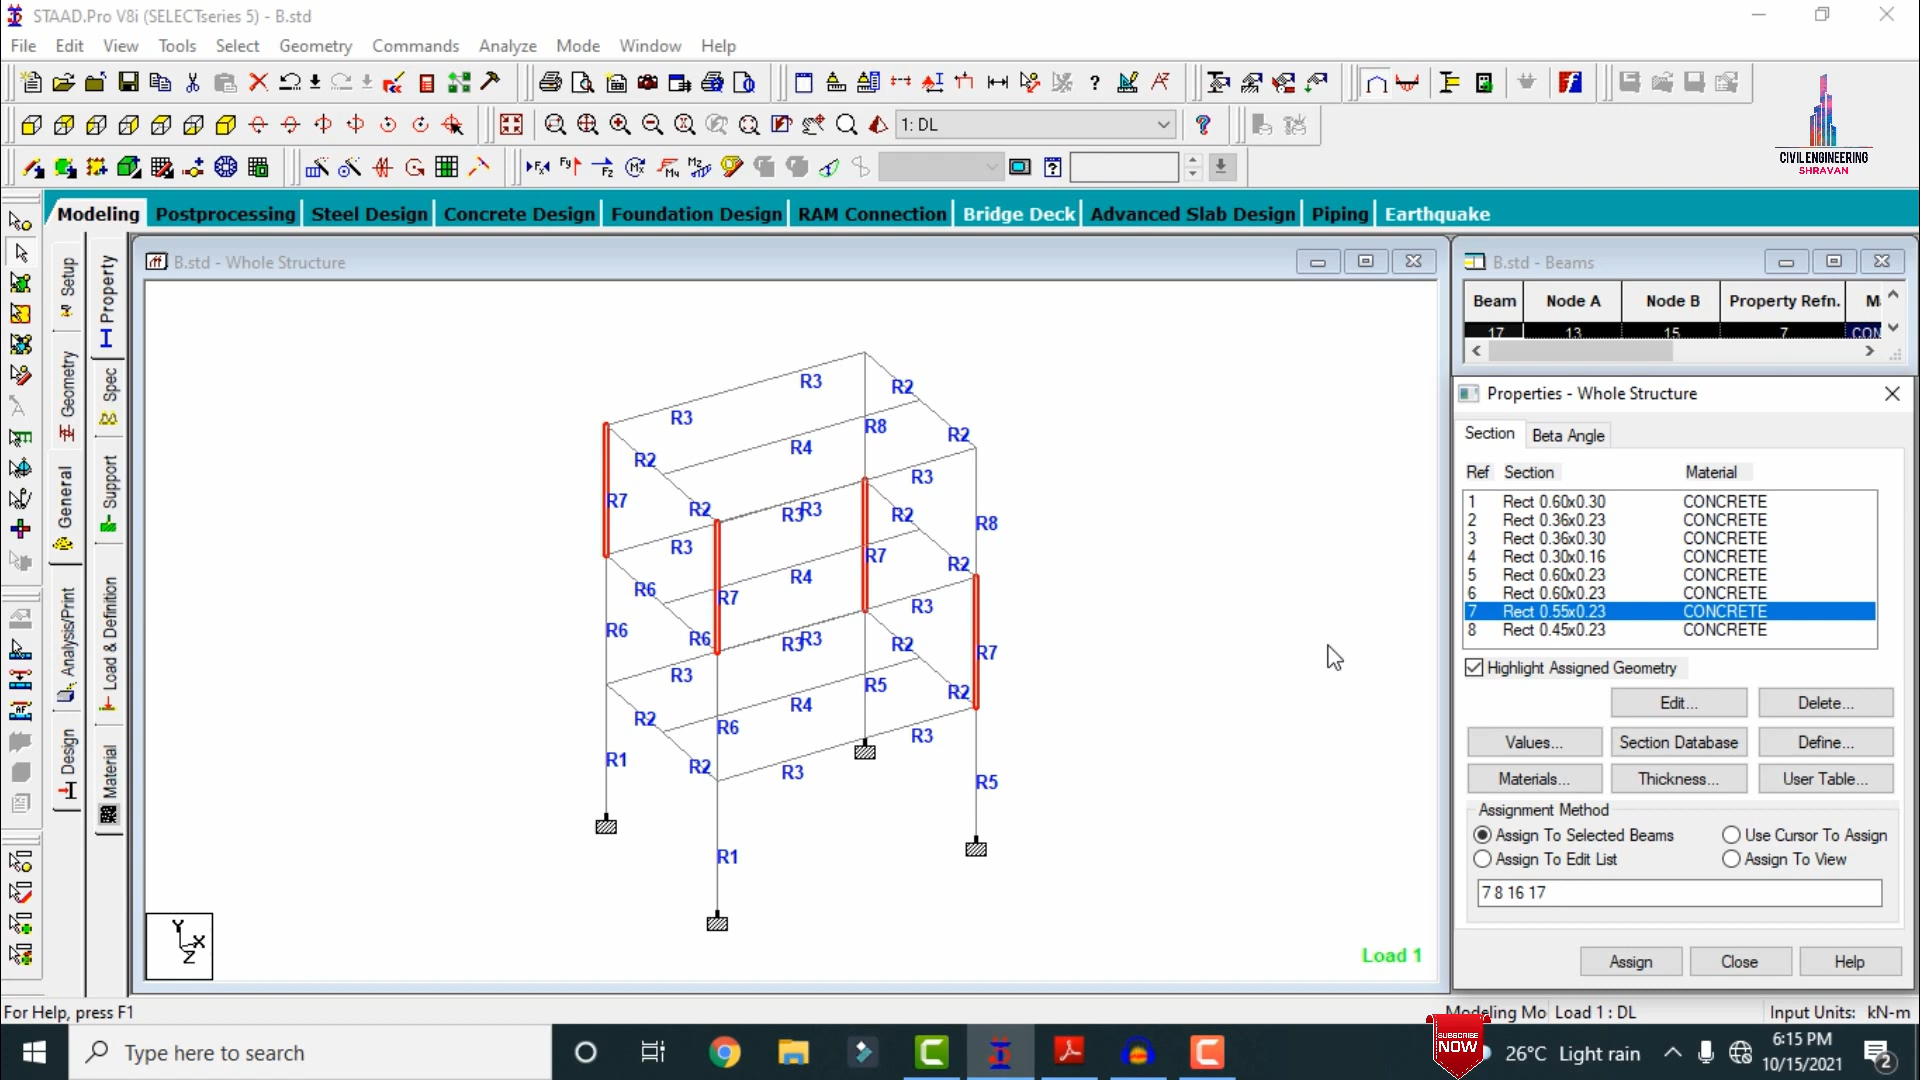 STAAD.Pro V8i (SELECTseries 5) - B.std
File Edit View Tools Select Geometry Commands Analyze Mode Window Help
1: DL
CIVIL ENGINEERING
SHRAVAN
Modeling Postprocessing Steel Design Concrete Design Foundation Design RAM Connection Bridge Deck Advanced Slab Design Piping Earthquake
Setup
Geometry
General
Analysis/Print
Design
Property
Spec
Support
Load & Definition
Material
B.std - Whole Structure
R3
R2
R3
R8
R2
R4
R2
R3
R7
R2
R3R3
R2
R8
R3
R7
R2
R4
R6
R7
R3
R6
R6
R3R3
R2
R7
R3
R5
R2
R4
R2
R6
R3
R1
R2
R3
R5
R1
Load 1
Y
X
Z
B.std - Beams
Beam Node A Node B Property Refn.
17 13 15 7
Properties - Whole Structure
Section Beta Angle
Ref Section Material
1 Rect 0.60x0.30 CONCRETE
2 Rect 0.36x0.23 CONCRETE
3 Rect 0.36x0.30 CONCRETE
4 Rect 0.30x0.16 CONCRETE
5 Rect 0.60x0.23 CONCRETE
6 Rect 0.60x0.23 CONCRETE
7 Rect 0.55x0.23 CONCRETE
8 Rect 0.45x0.23 CONCRETE
Highlight Assigned Geometry
Edit... Delete...
Values... Section Database Define...
Materials... Thickness... User Table...
Assignment Method
Assign To Selected Beams Use Cursor To Assign
Assign To Edit List Assign To View
7 8 16 17
Assign Close Help
For Help, press F1
Modeling Mo Load 1 : DL Input Units: kN-m
Type here to search
SUBSCRIBE
NOW
26°C Light rain
6:15 PM
10/15/2021
2